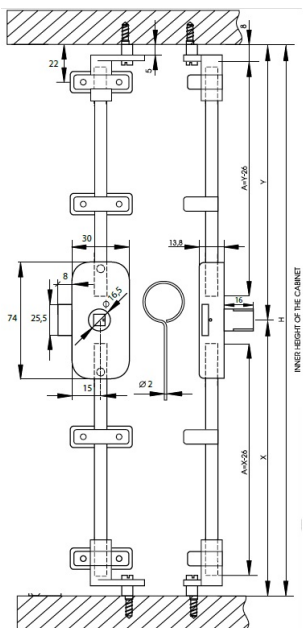 8
22
5
A=Y-26
Y
30
13,8
8
16,5
16
74
25,5
INNER HEIGHT OF THE CABINET
H
15
Ø 2
A=X-26
X